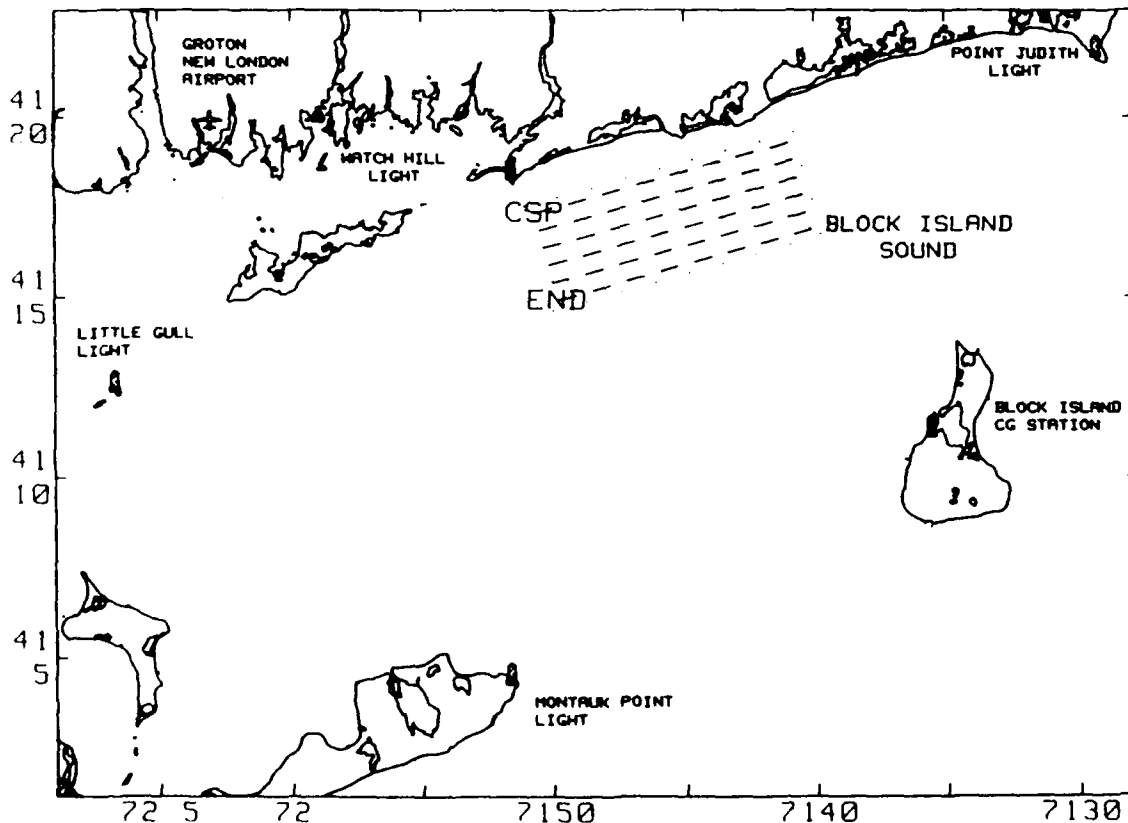 GROTON
NEW LONDON
AIRPORT
POINT JUDITH
LIGHT
41
20
WATCH HILL
LIGHT
CSP
BLOCK ISLAND
SOUND
END
41
15
LITTLE GULL
LIGHT
BLOCK ISLAND
CG STATION
41
10
41
5
MONTAUK POINT
LIGHT
72 5
72
7150
7140
7130